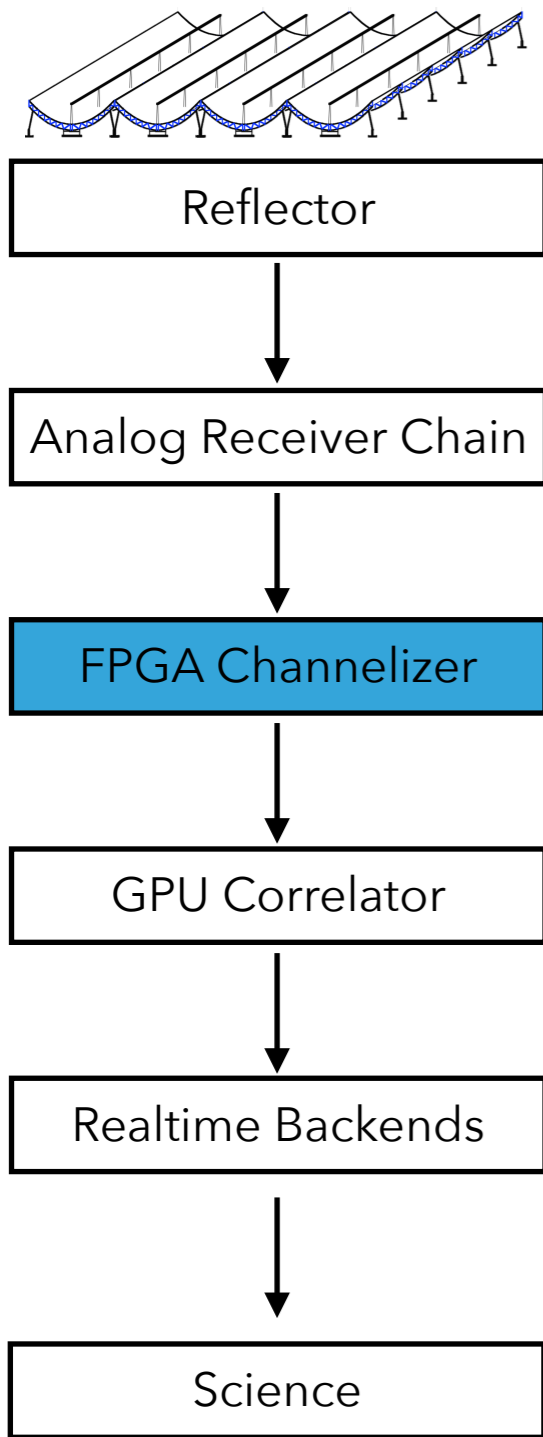 Reflector
Analog Receiver Chain
FPGA Channelizer
GPU Correlator
Realtime Backends
Science